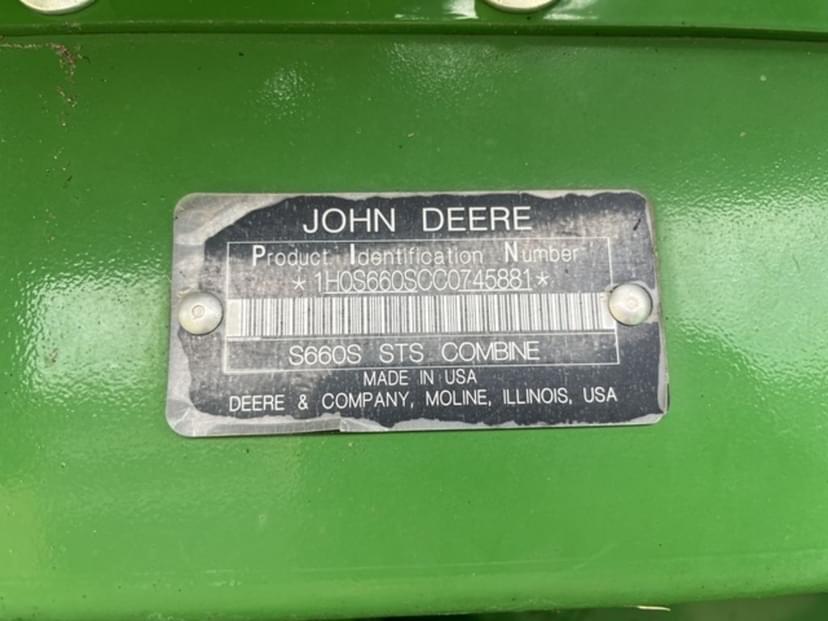 JOHN DEERE
Product Identification Number
*1H0S660SCC0745881*
S660S STS COMBINE
MADE IN USA
DEERE & COMPANY, MOLINE, ILLINOIS, USA